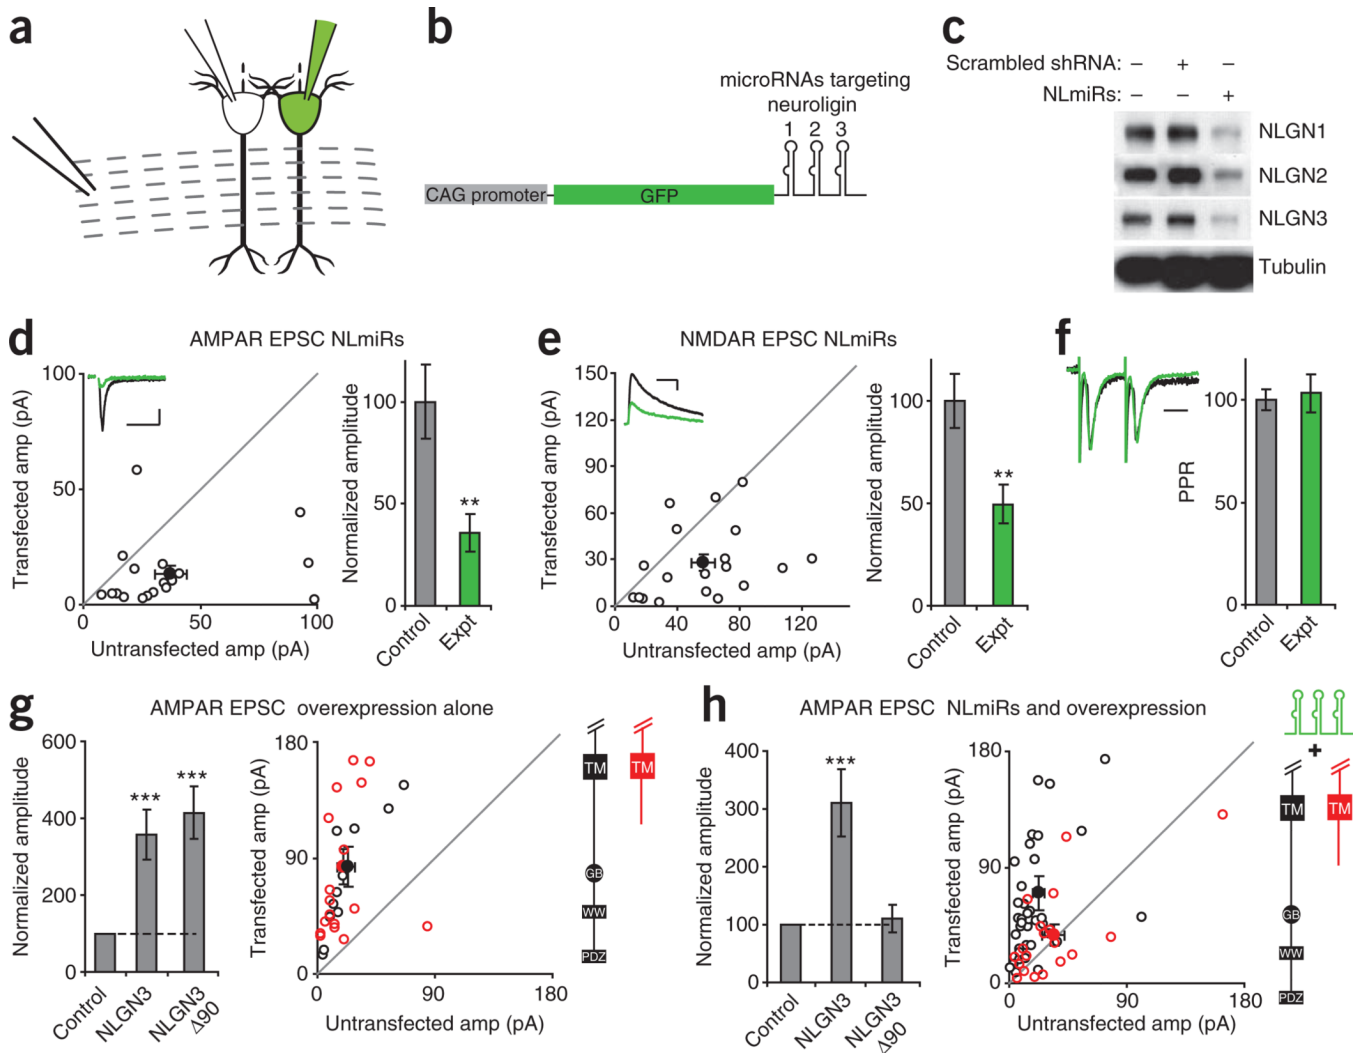 a
b
microRNAs targeting
neuroligin
1 2 3
CAG promoter
GFP
c
Scrambled shRNA: – + –
NLmiRs: – – +
NLGN1
NLGN2
NLGN3
Tubulin
d
AMPAR EPSC NLmiRs
Transfected amp (pA)
100
50
0
0 50 100
Untransfected amp (pA)
Normalized amplitude
100
50
0
**
Control
Expt
e
NMDAR EPSC NLmiRs
Transfected amp (pA)
150
120
90
60
30
0
40 80 120
Untransfected amp (pA)
Normalized amplitude
100
50
0
**
Control
Expt
f
PPR
100
50
0
Control
Expt
g
AMPAR EPSC overexpression alone
Normalized amplitude
600
400
200
0
***
***
Control
NLGN3
NLGN3
Δ90
Transfected amp (pA)
180
90
0
0 90 180
Untransfected amp (pA)
TM
TM
GB
WW
PDZ
h
AMPAR EPSC NLmiRs and overexpression
Normalized amplitude
400
300
200
100
0
***
Control
NLGN3
NLGN3
Δ90
Transfected amp (pA)
180
90
0
0 90 180
Untransfected amp (pA)
+
TM
TM
GB
WW
PDZ